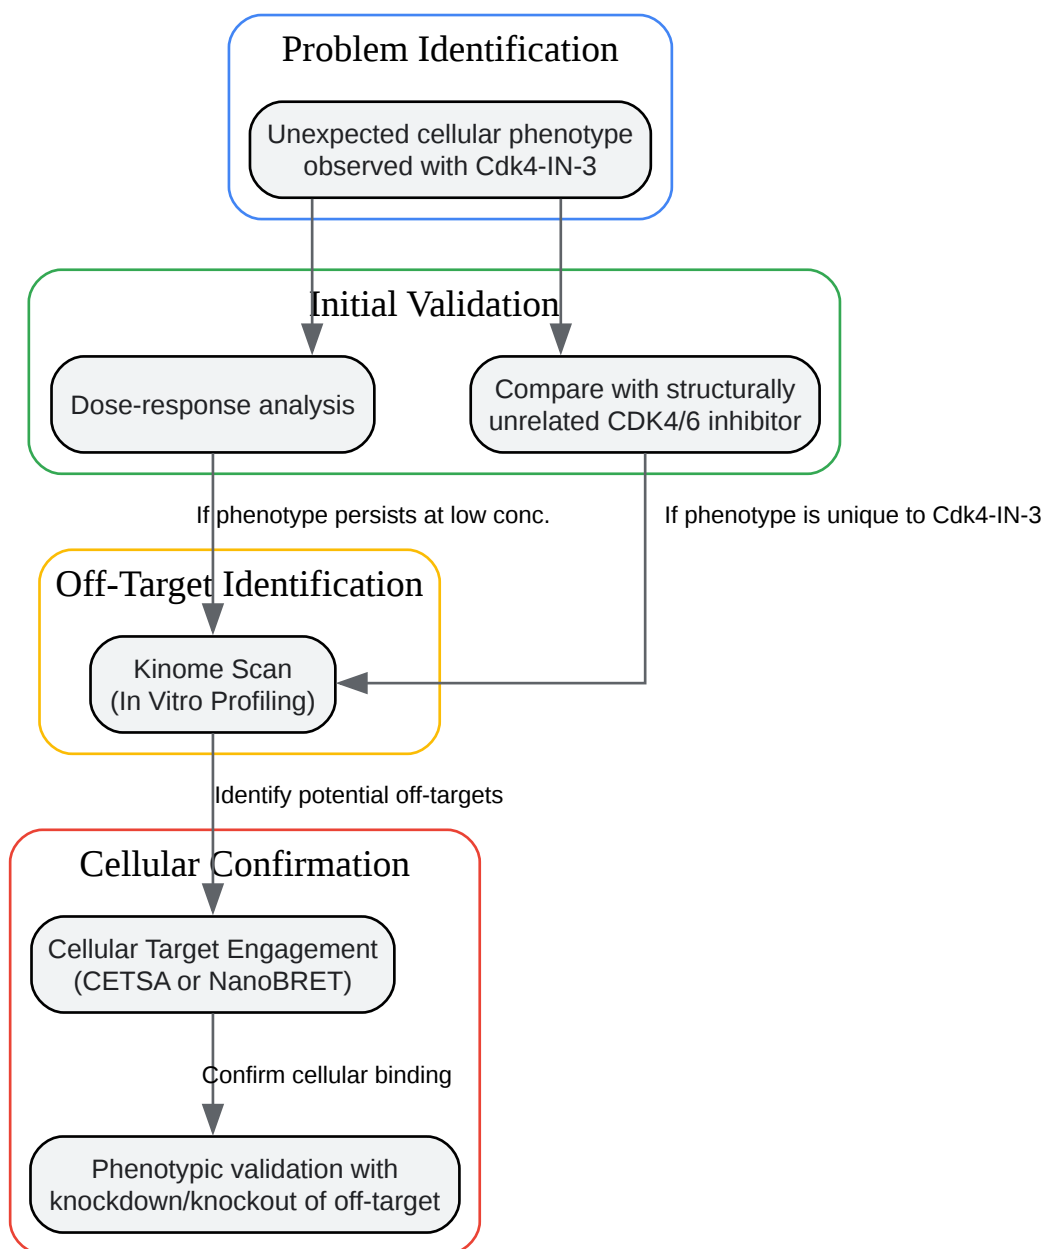 Problem Identification
Unexpected cellular phenotype
observed with Cdk4-IN-3
Initial Validation
Dose-response analysis
Compare with structurally
unrelated CDK4/6 inhibitor
If phenotype persists at low conc.
If phenotype is unique to Cdk4-IN-3
Off-Target Identification
Kinome Scan
(In Vitro Profiling)
Identify potential off-targets
Cellular Confirmation
Cellular Target Engagement
(CETSA or NanoBRET)
Confirm cellular binding
Phenotypic validation with
knockdown/knockout of off-target